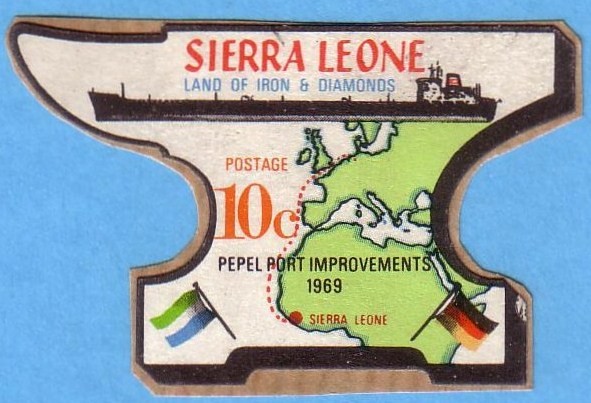 SIERRA LEONE
LAND OF IRON & DIAMONDS
POSTAGE
10c
PEPEL PORT IMPROVEMENTS
1969
SIERRA LEONE